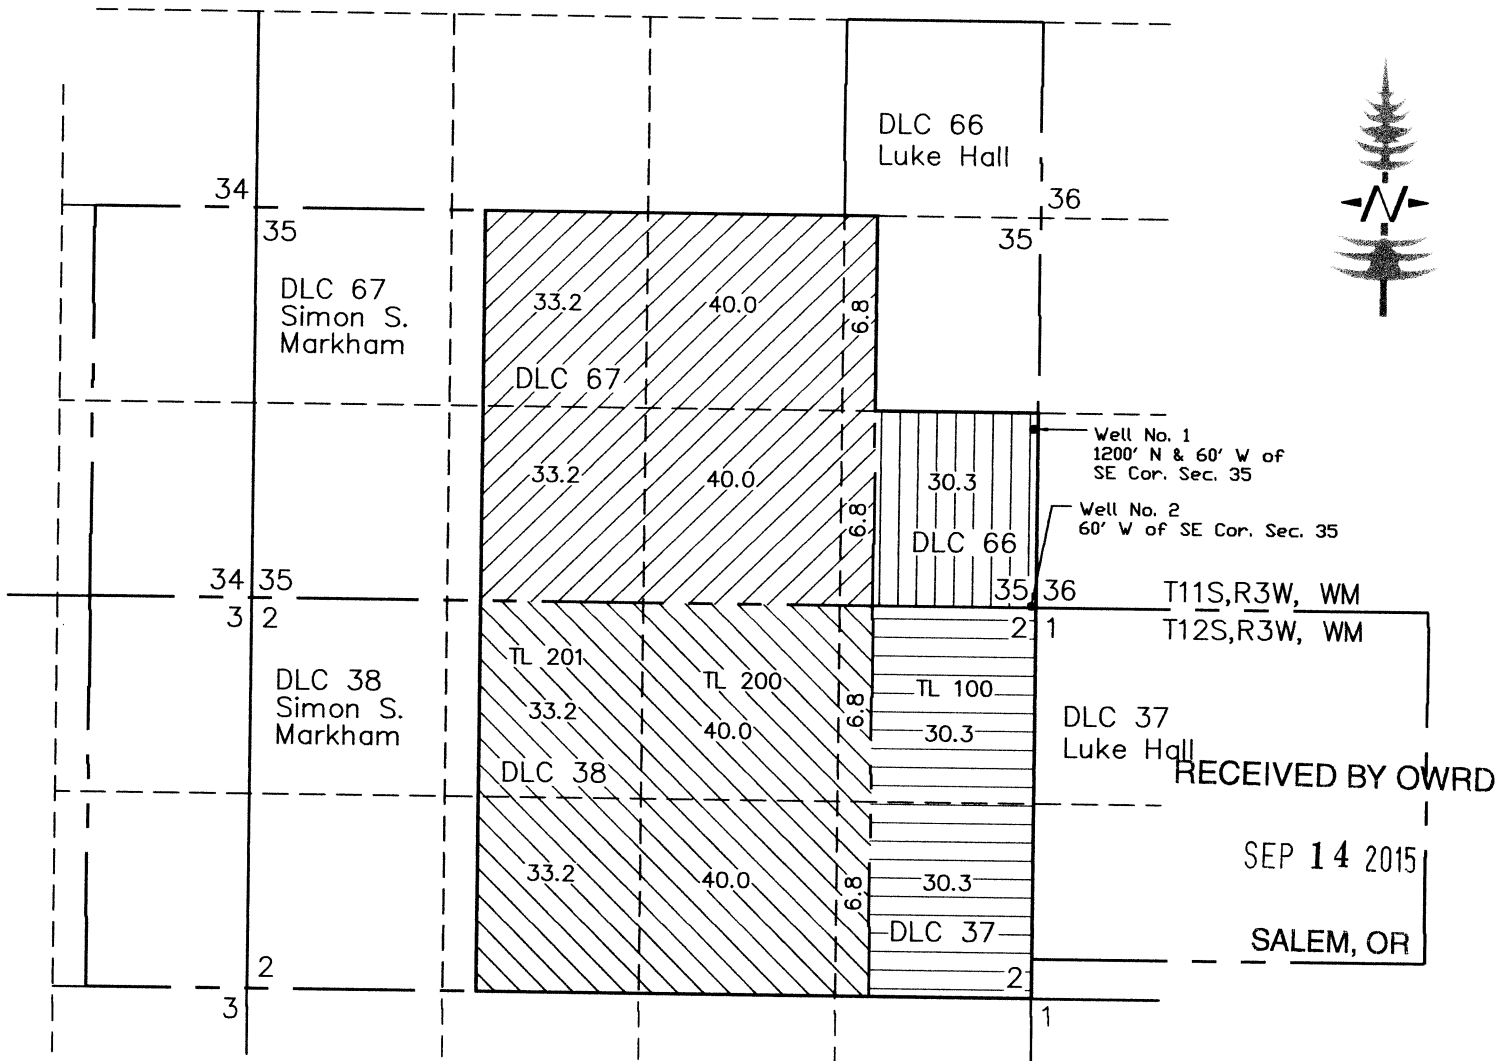 DLC 66
Luke Hall
34
36
35
35
N
DLC 67
Simon S.
Markham
33.2
40.0
6.8
DLC 67
Well No. 1
1200' N & 60' W of
SE Cor. Sec. 35
33.2
40.0
6.8
30.3
Well No. 2
60' W of SE Cor. Sec. 35
DLC 66
34 35
35 36
T11S,R3W, WM
3 2
2 1
T12S,R3W, WM
TL 201
DLC 38
Simon S.
Markham
TL 200
TL 100
33.2
40.0
6.8
30.3
DLC 37
Luke Hall
DLC 38
RECEIVED BY OWRD
SEP 14 2015
33.2
40.0
6.8
30.3
DLC 37
SALEM, OR
2
2
3
1